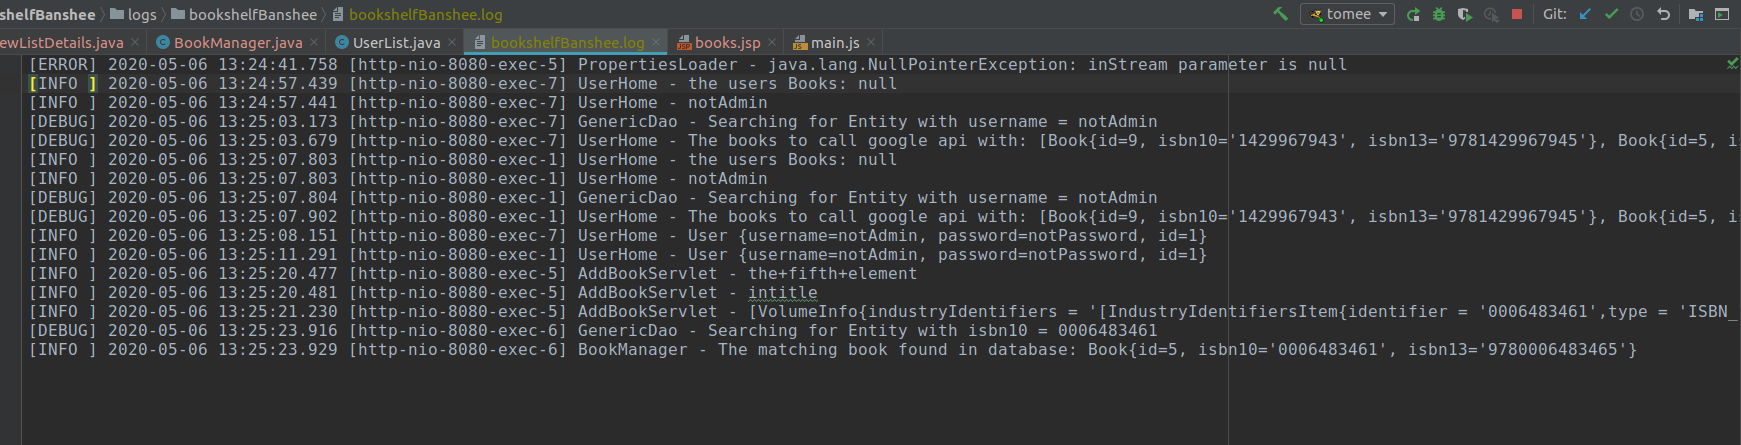 shelfBanshee logs bookshelfBanshee bookshelfBanshee.log tomee Git:
ewListDetails.java BookManager.java UserList.java bookshelfBanshee.log books.jsp main.js
[ERROR] 2020-05-06 13:24:41.758 [http-nio-8080-exec-5] PropertiesLoader - java.lang.NullPointerException: inStream parameter is null
[INFO ] 2020-05-06 13:24:57.439 [http-nio-8080-exec-7] UserHome - the users Books: null
[INFO ] 2020-05-06 13:24:57.441 [http-nio-8080-exec-7] UserHome - notAdmin
[DEBUG] 2020-05-06 13:25:03.173 [http-nio-8080-exec-7] GenericDao - Searching for Entity with username = notAdmin
[DEBUG] 2020-05-06 13:25:03.679 [http-nio-8080-exec-7] UserHome - The books to call google api with: [Book{id=9, isbn10='1429967943', isbn13='9781429967945'}, Book{id=5, is
[INFO ] 2020-05-06 13:25:07.803 [http-nio-8080-exec-1] UserHome - the users Books: null
[INFO ] 2020-05-06 13:25:07.803 [http-nio-8080-exec-1] UserHome - notAdmin
[DEBUG] 2020-05-06 13:25:07.804 [http-nio-8080-exec-1] GenericDao - Searching for Entity with username = notAdmin
[DEBUG] 2020-05-06 13:25:07.902 [http-nio-8080-exec-1] UserHome - The books to call google api with: [Book{id=9, isbn10='1429967943', isbn13='9781429967945'}, Book{id=5, is
[INFO ] 2020-05-06 13:25:08.151 [http-nio-8080-exec-7] UserHome - User {username=notAdmin, password=notPassword, id=1}
[INFO ] 2020-05-06 13:25:11.291 [http-nio-8080-exec-1] UserHome - User {username=notAdmin, password=notPassword, id=1}
[INFO ] 2020-05-06 13:25:20.477 [http-nio-8080-exec-5] AddBookServlet - the+fifth+element
[INFO ] 2020-05-06 13:25:20.481 [http-nio-8080-exec-5] AddBookServlet - intitle
[INFO ] 2020-05-06 13:25:21.230 [http-nio-8080-exec-5] AddBookServlet - [VolumeInfo{industryIdentifiers = '[IndustryIdentifiersItem{identifier = '0006483461',type = 'ISBN_
[DEBUG] 2020-05-06 13:25:23.916 [http-nio-8080-exec-6] GenericDao - Searching for Entity with isbn10 = 0006483461
[INFO ] 2020-05-06 13:25:23.929 [http-nio-8080-exec-6] BookManager - The matching book found in database: Book{id=5, isbn10='0006483461', isbn13='9780006483465'}